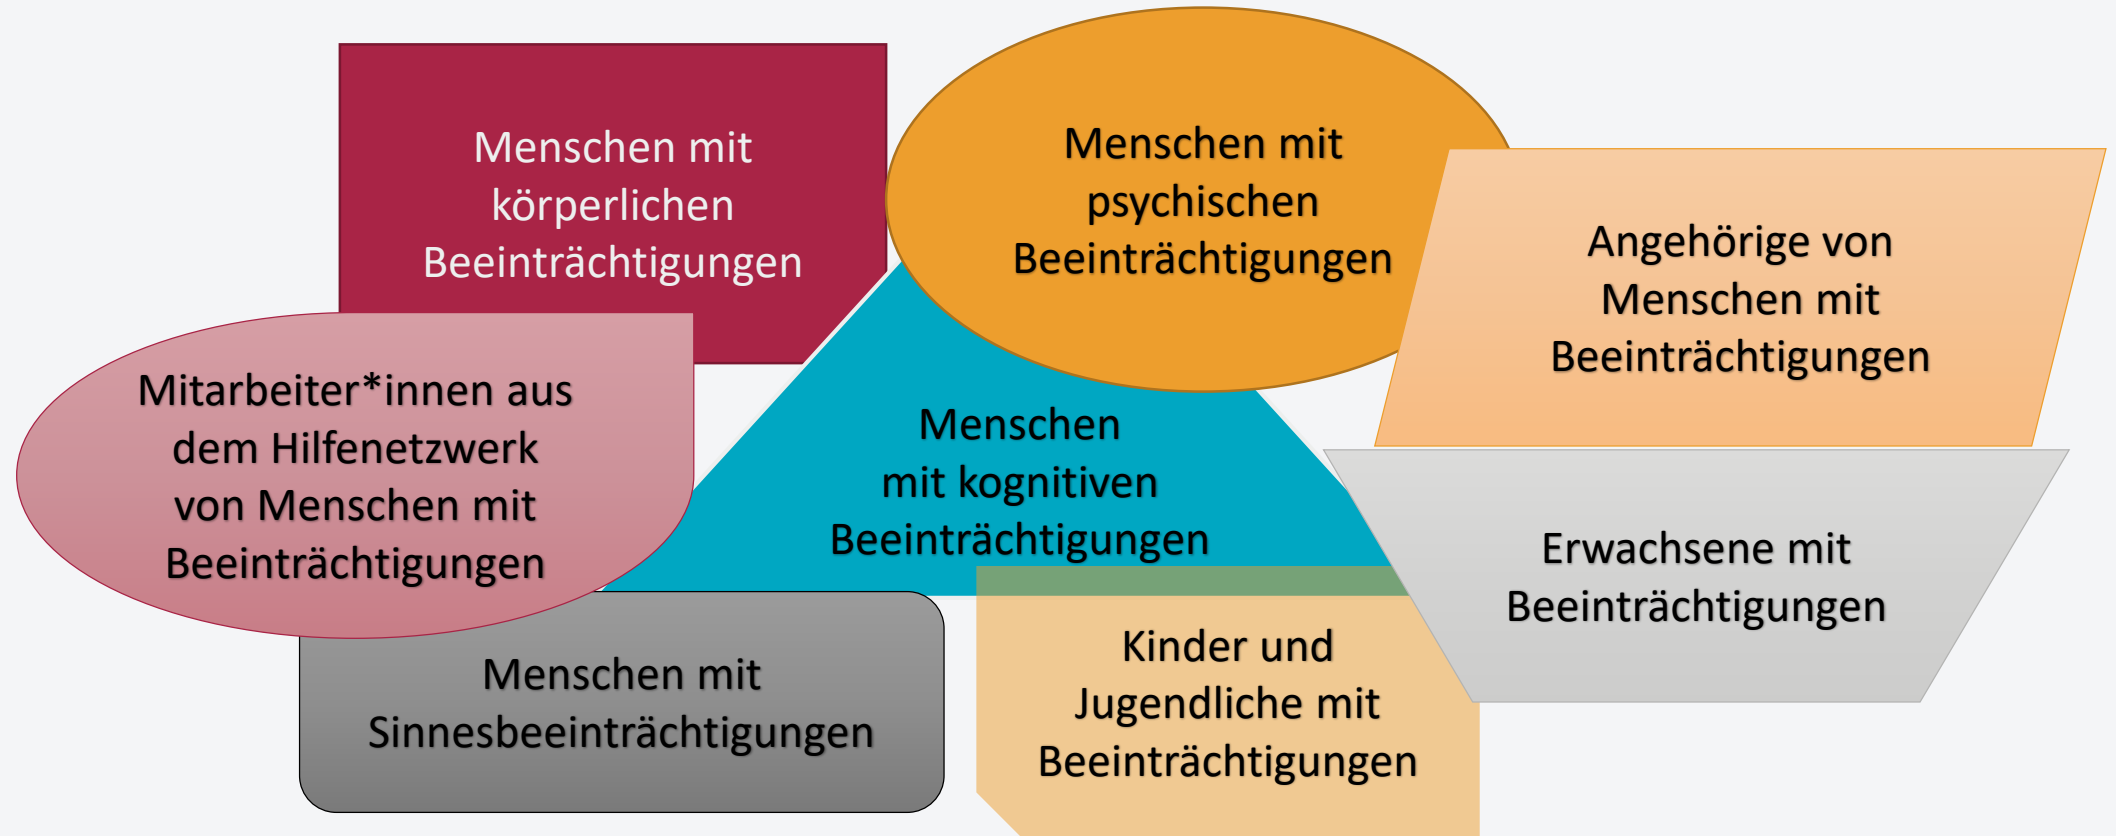 Menschen mit
körperlichen
Beeinträchtigungen
Menschen mit
psychischen
Beeinträchtigungen
Angehörige von
Menschen mit
Beeinträchtigungen
Mitarbeiter*innen aus
dem Hilfenetzwerk
von Menschen mit
Beeinträchtigungen
Menschen
mit kognitiven
Beeinträchtigungen
Erwachsene mit
Beeinträchtigungen
Menschen mit
Sinnesbeeinträchtigungen
Kinder und
Jugendliche mit
Beeinträchtigungen